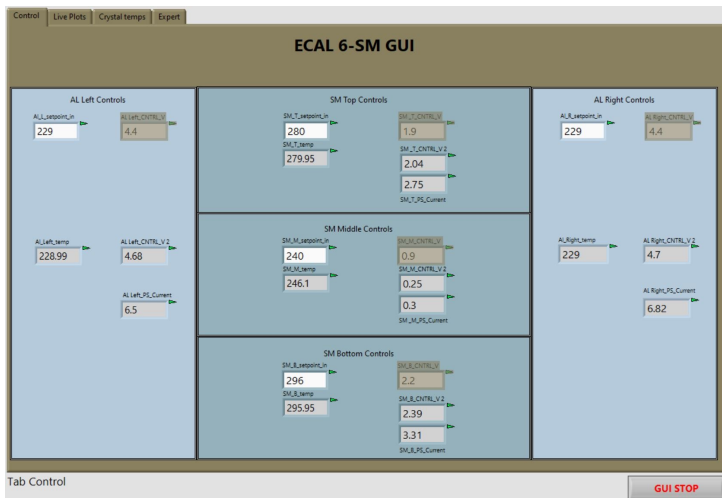 Control Live Plots Crystal temps Expert
ECAL 6-SM GUI
AL Left Controls
Al_L_setpoint_in
229
AL Left_CNTRL_V
4.4
Al_Left_temp
228.99
AL Left_CNTRL_V 2
4.68
AL Left_PS_Current
6.5
SM Top Controls
SM_T_setpoint_in
280
SM_T_CNTRL_V
1.9
SM_T_temp
279.95
SM _T_CNTRL_V 2
2.04
2.75
SM_T_PS_Current
SM Middle Controls
SM_M_setpoint_in
240
SM_M_CNTRL_V
0.9
SM_M_temp
246.1
SM_M_CNTRL_V 2
0.25
0.3
SM _M_PS_Current
SM Bottom Controls
SM_B_setpoint_in
296
SM_B_CNTRL_V
2.2
SM_B_temp
295.95
SM_B_CNTRL_V 2
2.39
3.31
SM_B_PS_Current
AL Right Controls
Al_R_setpoint_in
229
AL Right_CNTRL_V
4.4
Al_Right_temp
229
AL Right_CNTRL_V 2
4.7
AL Right_PS_Current
6.82
Tab Control
GUI STOP